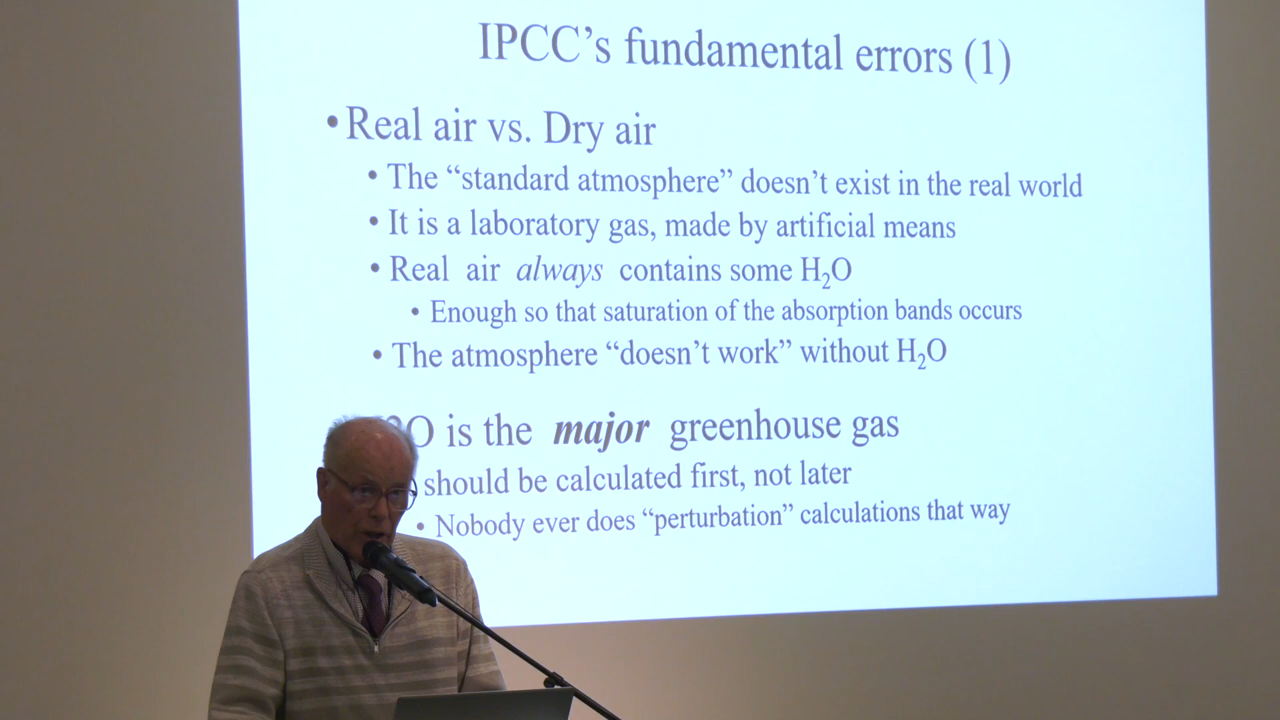 IPCC's fundamental errors (1)
• Real air vs. Dry air
• The “standard atmosphere” doesn't exist in the real world
• It is a laboratory gas, made by artificial means
• Real air always contains some H₂O
• Enough so that saturation of the absorption bands occurs
• The atmosphere “doesn't work” without H₂O
O is the major greenhouse gas
should be calculated first, not later
• Nobody ever does “perturbation” calculations that way